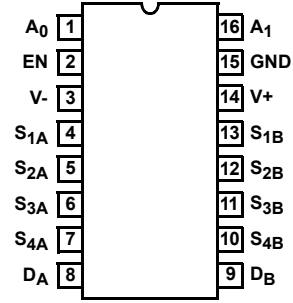 A0 1 16 A1
EN 2 15 GND
V- 3 14 V+
S1A 4 13 S1B
S2A 5 12 S2B
S3A 6 11 S3B
S4A 7 10 S4B
DA 8 9 DB